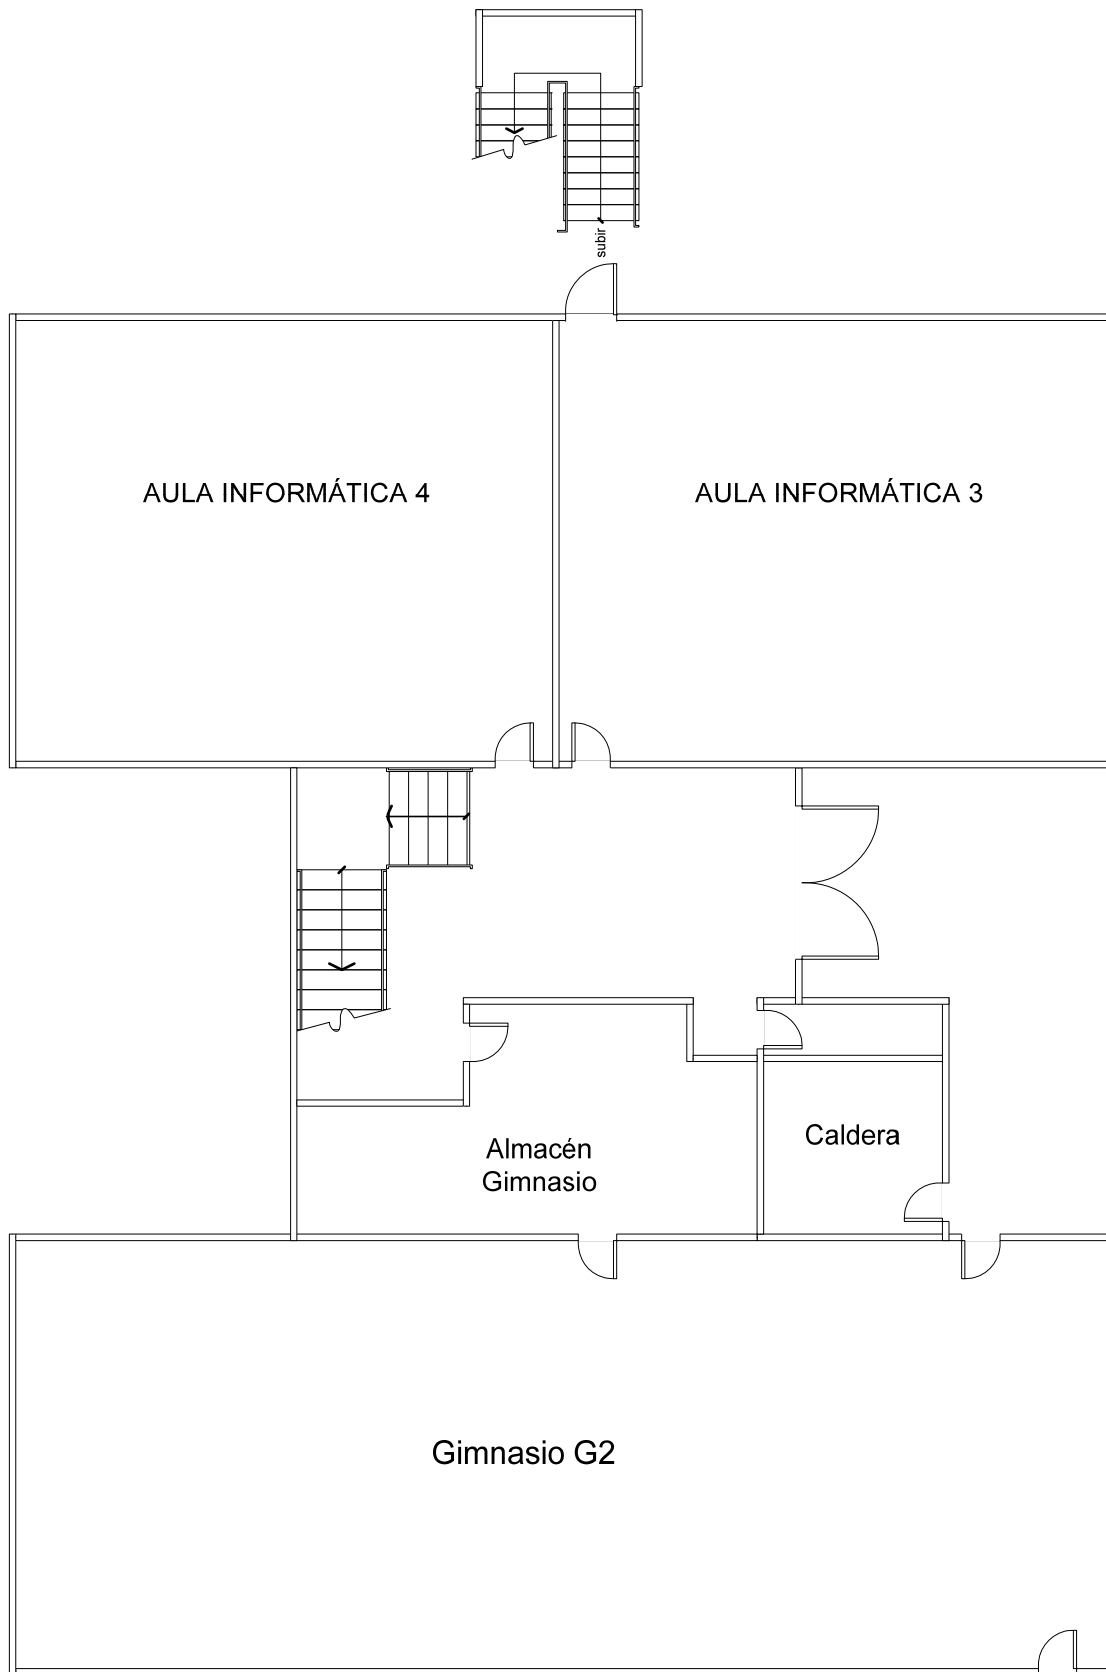 subir
AULA INFORMÁTICA 4
AULA INFORMÁTICA 3
Almacén
Gimnasio
Caldera
Gimnasio G2